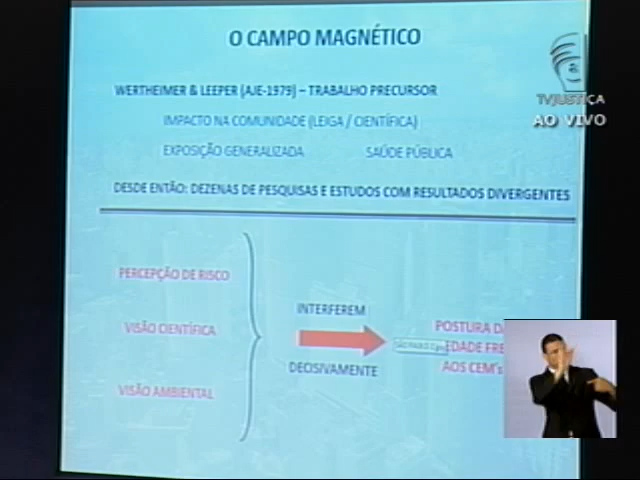 O CAMPO MAGNÉTICO
WERTHEIMER & LEEPER (AJE-1979) – TRABALHO PRECURSOR
IMPACTO NA COMUNIDADE (LEIGA / CIENTÍFICA)
EXPOSIÇÃO GENERALIZADA SAÚDE PÚBLICA
DESDE ENTÃO: DEZENAS DE PESQUISAS E ESTUDOS COM RESULTADOS DIVERGENTES
PERCEPÇÃO DE RISCO
VISÃO CIENTÍFICA
VISÃO AMBIENTAL
INTERFEREM
DECISIVAMENTE
POSTURA DA
EDADE FRE
AOS CEM's
TV JUSTIÇA
AO VIVO